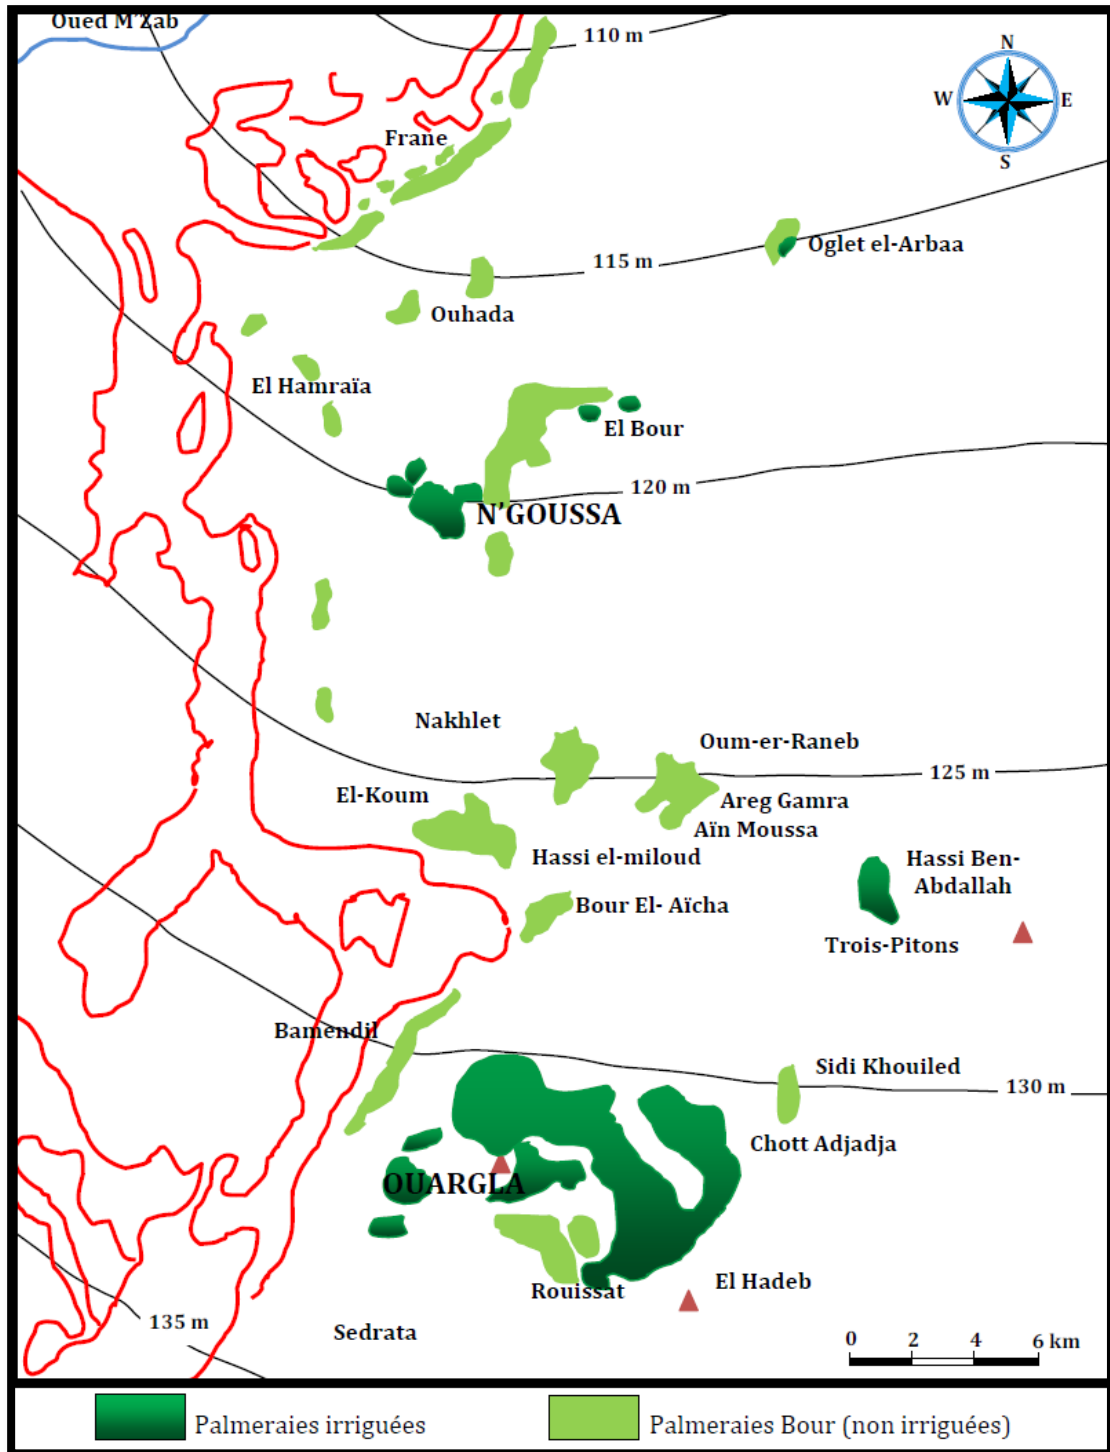 Oued M'Zab
110 m
N
W
E
S
Frane
Oglet el-Arbaa
115 m
Ouhada
El Hamraïa
El Bour
120 m
N'GOUSSA
Nakhlet
Oum-er-Raneb
125 m
El-Koum
Areg Gamra
Aïn Moussa
Hassi el-miloud
Hassi Ben-
Abdallah
Bour El- Aïcha
Trois-Pitons
Bamendil
Sidi Khouiled
130 m
Chott Adjadja
OUARGLA
El Hadeb
Rouissat
135 m
Sedrata
0 2 4 6 km
Palmeraies irriguées
Palmeraies Bour (non irriguées)